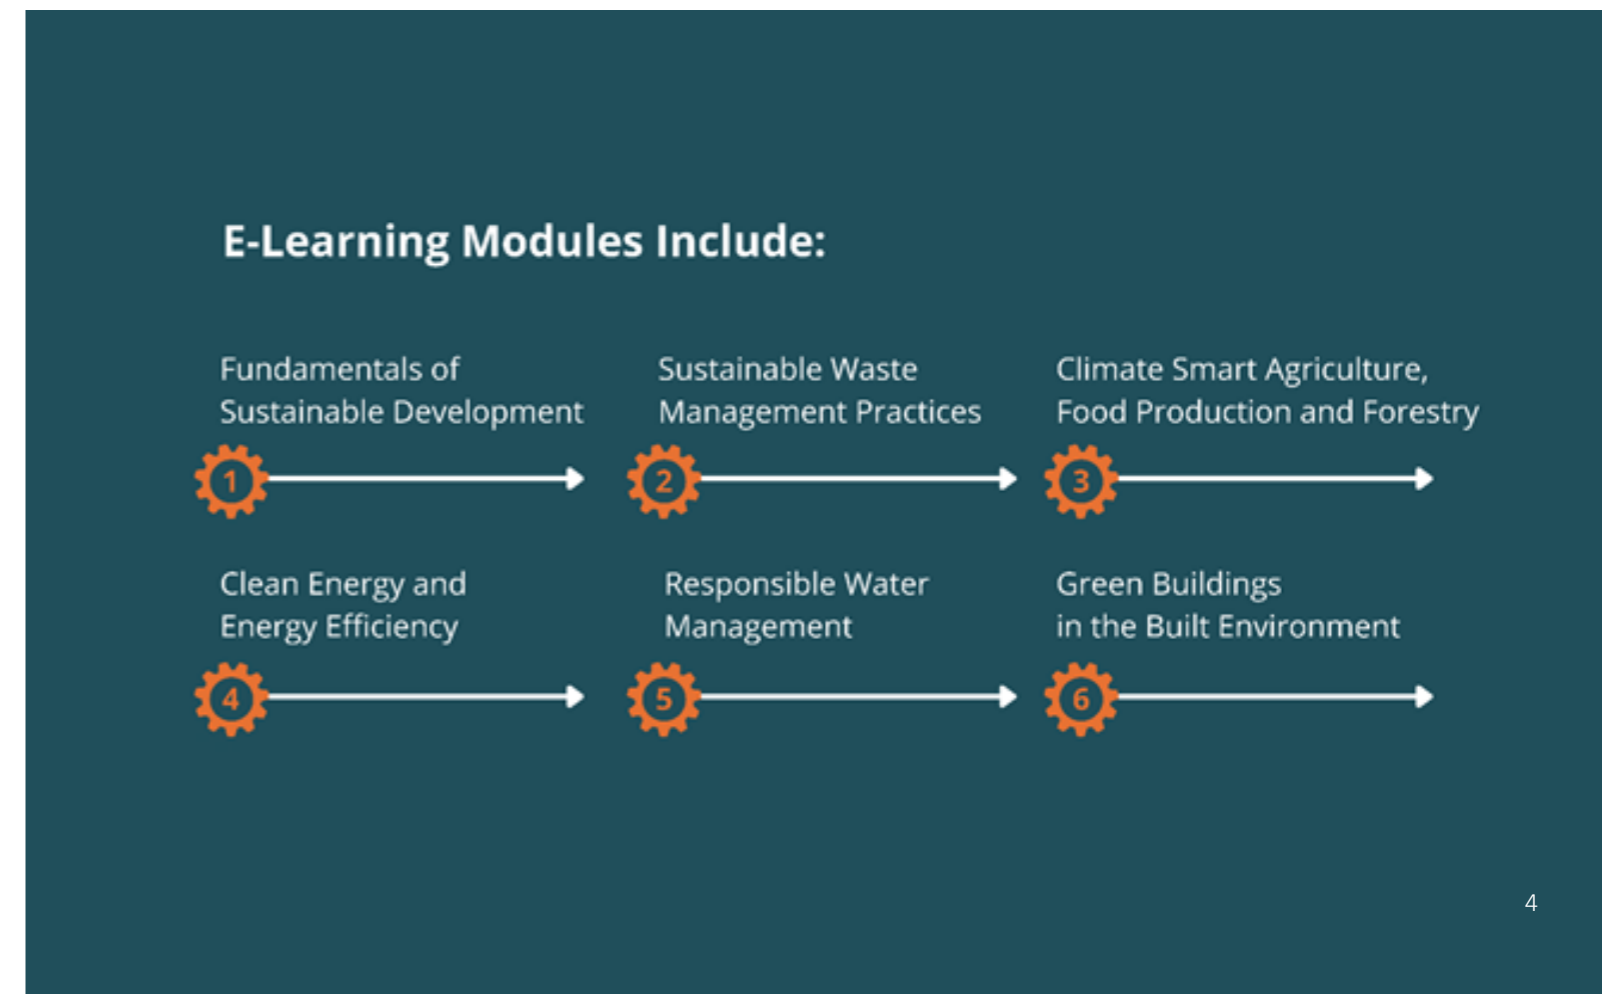 E-Learning Modules Include:
Fundamentals of
Sustainable Development
1
Sustainable Waste
Management Practices
2
Climate Smart Agriculture,
Food Production and Forestry
3
Clean Energy and
Energy Efficiency
4
Responsible Water
Management
5
Green Buildings
in the Built Environment
6
4